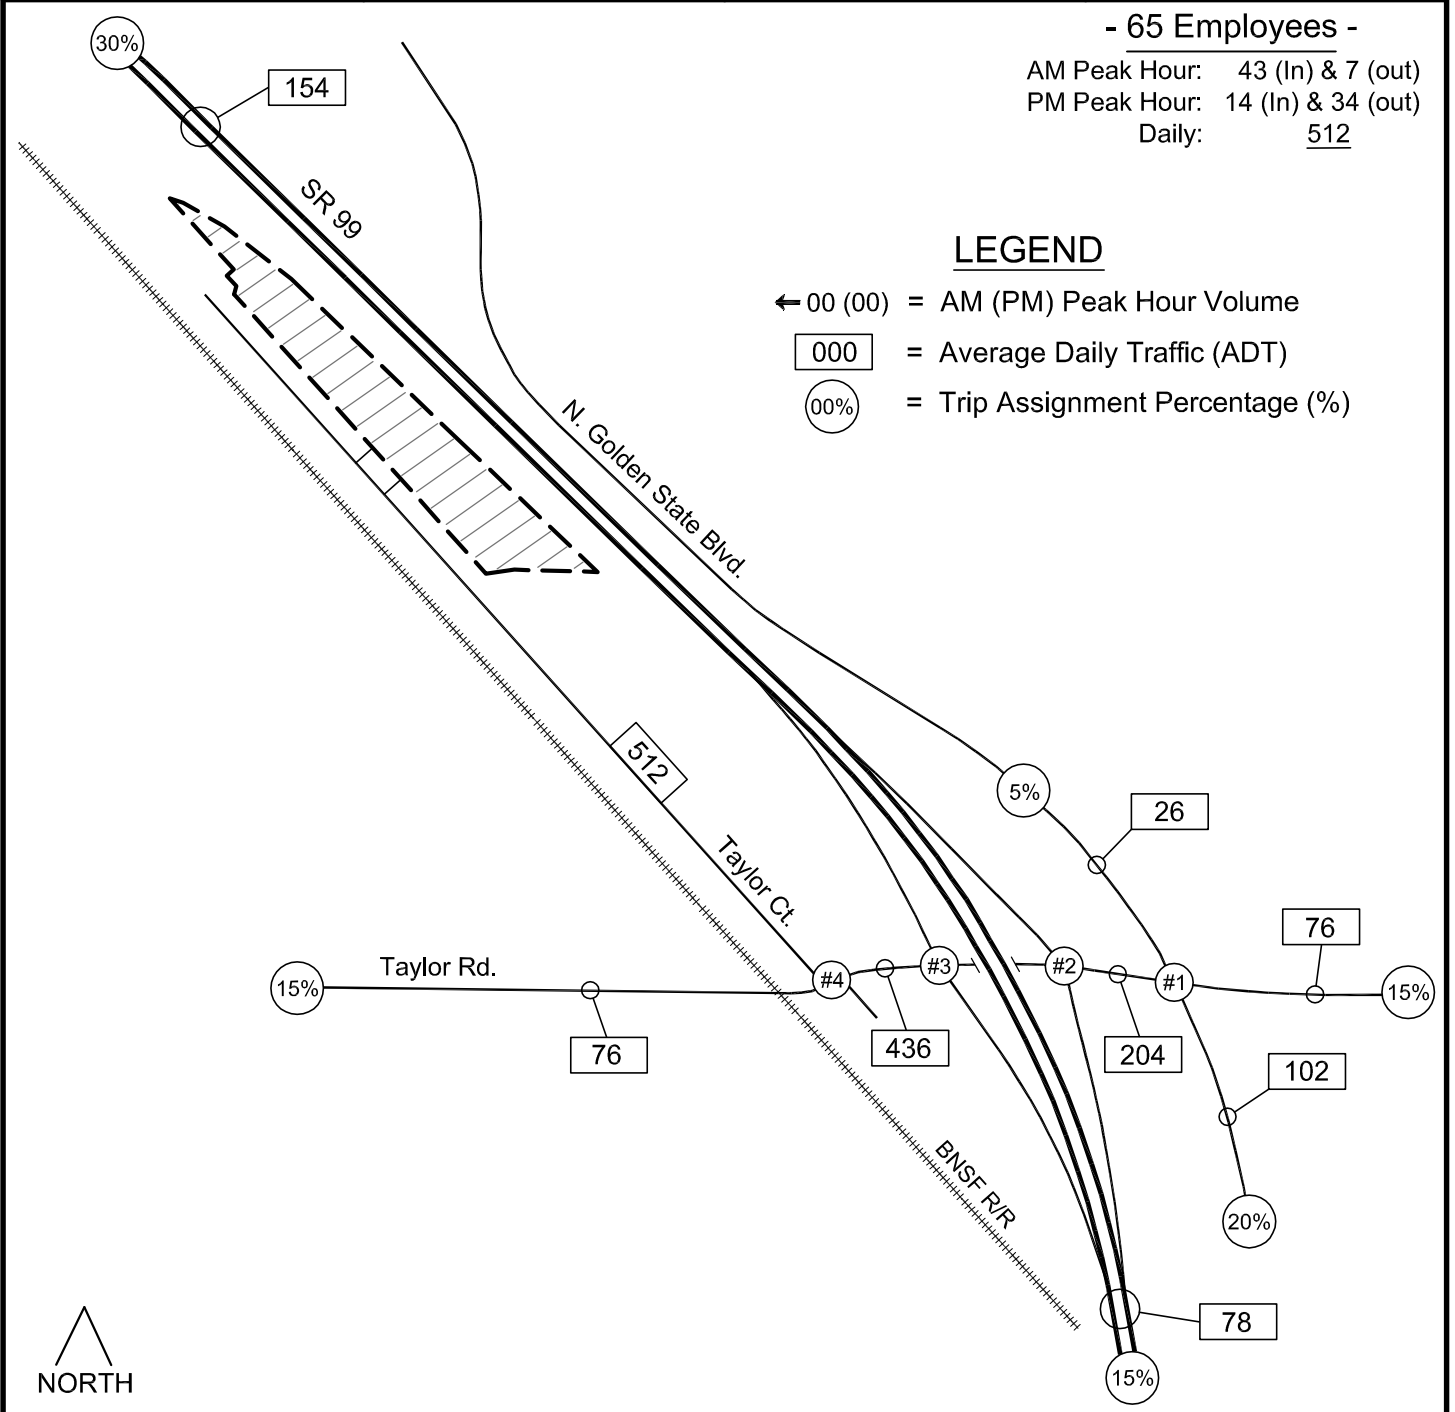 - 65 Employees -
AM Peak Hour: 43 (In) & 7 (out)
PM Peak Hour: 14 (In) & 34 (out)
Daily: 512
30%
154
SR 99
LEGEND
00 (00) = AM (PM) Peak Hour Volume
000 = Average Daily Traffic (ADT)
00% = Trip Assignment Percentage (%)
N. Golden State Blvd.
512
5%
26
Taylor Ct.
76
Taylor Rd.
15%
#4
#3
#2
#1
15%
76
436
204
102
BNSF R/R
20%
78
15%
NORTH